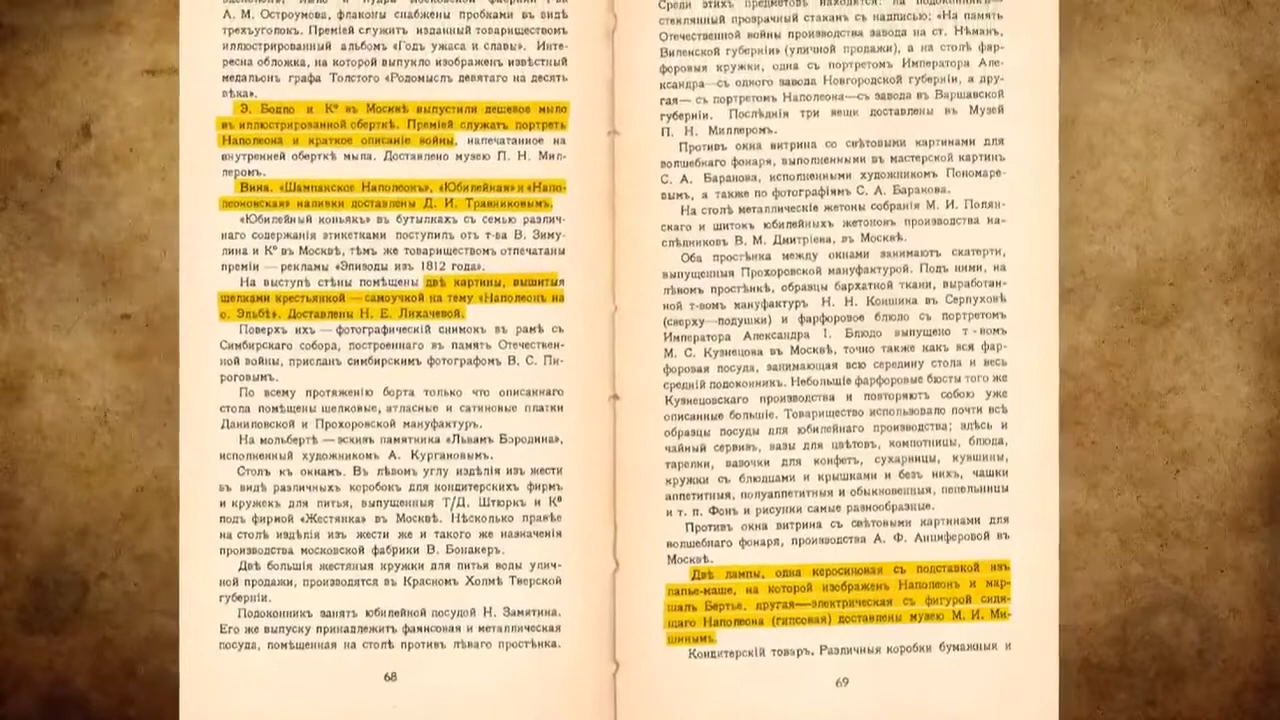 А. М. Остроумова, флаконы снабжены пробками въ видѣ
трехъуголок. Преміей служитъ изданный товариществомъ
иллюстрированный альбомъ «Годъ ужаса и славы». Инте-
ресна обложка, на которой выпукло изображенъ извѣстный
медальонъ графа Толстого «Родомыслъ девятаго на десять
вѣка».
Э. Бодло и К° въ Москвѣ выпустили дешевое мыло
въ иллюстрированной оберткѣ. Преміей служатъ портретъ
Наполеона и краткое описаніе войны, напечатанное на
внутренней оберткѣ мыла. Доставлено музею П. Н. Мил-
леромъ.
Вина. «Шампанское Наполеонъ», «Юбилейная» и «Напо-
леоновская» наливки доставлены Д. И. Травниковымъ.
«Юбилейный коньякъ» въ бутылкахъ съ семью различ-
наго содержанія этикетками поступилъ отъ т-ва В. Зиму-
лина и К° въ Москвѣ, тѣмъ же товариществомъ отпечатаны
преміи — рекламы «Эпизоды изъ 1812 года».
На выступѣ стѣны помѣщены двѣ картины, вышитыя
шелками крестьянкой — самоучкой на тему «Наполеонъ на
о. Эльбѣ». Доставлены Н. Е. Лихачевой.
Поверхъ ихъ — фотографическій снимокъ въ рамѣ съ
Симбирскаго собора, построеннаго въ память Отечествен-
ной войны, присланъ симбирскимъ фотографомъ В. С. Пи-
роговымъ.
По всему протяженію борта только что описаннаго
стола помѣщены шелковые, атласные и сатиновые платки
Даниловской и Прохоровской мануфактуръ.
На мольбертѣ — эскизъ памятника «Львамъ Бородина»,
исполненный художникомъ А. Кургановымъ.
Столъ къ окнамъ. Въ лѣвомъ углу издѣлія изъ жести
въ видѣ различныхъ коробокъ для кондитерскихъ фирмъ
и кружекъ для питья, выпущенныя Т/Д. Штюркъ и К°
подъ фирмой «Жестянка» въ Москвѣ. Нѣсколько правѣе
на столѣ издѣлія изъ жести же и такого же назначенія
производства московской фабрики В. Бонакеръ.
Двѣ большія жестяныя кружки для питья воды улич-
ной продажи, производятся въ Красномъ Холмѣ Тверской
губерніи.
Подоконникъ занятъ юбилейной посудой Н. Замятина.
Его же выпуску принадлежитъ фаянсовая и металлическая
посуда, помѣщенная на столѣ противъ лѣваго простѣнка.
68
Среди этихъ предметовъ находятся: на подоконникѣ—
стеклянный прозрачный стаканъ съ надписью: «На память
Отечественной войны производства завода на ст. Нѣманъ,
Виленской губерніи» (уличной продажи), а на столѣ фар-
форовыя кружки, одна съ портретомъ Императора Але-
ксандра—съ одного завода Новгородской губерніи, а дру-
гая— съ портретомъ Наполеона—съ завода въ Варшавской
губерніи. Послѣднія три вещи доставлены въ Музей
П. Н. Миллеромъ.
Противъ окна витрина со свѣтовыми картинами для
волшебнаго фонаря, выполненными въ мастерской картинъ
С. А. Баранова, исполненными художникомъ Пономаре-
вымъ, а также по фотографіямъ С. А. Баранова.
На столѣ металлическіе жетоны собранія М. И. Полян-
скаго и щитокъ юбилейныхъ жетоновъ производства на-
слѣдниковъ В. М. Дмитріева, въ Москвѣ.
Оба простѣнка между окнами занимаютъ скатерти,
выпущенныя Прохоровской мануфактурой. Подъ ними, на
лѣвомъ простѣнкѣ, образцы бархатной ткани, выработан-
ной т-вомъ мануфактуръ Н. Н. Коншина въ Серпуховѣ
(сверху—подушки) и фарфоровое блюдо съ портретомъ
Императора Александра I. Блюдо выпущено т-вомъ
М. С. Кузнецова въ Москвѣ, точно также какъ вся фар-
форовая посуда, занимающая всю середину стола и весь
средній подоконникъ. Небольшіе фарфоровые бюсты того же
Кузнецовскаго производства и повторяютъ собою уже
описанные большіе. Товарищество использовало почти всѣ
образцы посуды для юбилейнаго производства; здѣсь и
чайный сервизъ, вазы для цвѣтовъ, компотницы, блюда,
тарелки, вазочки для конфетъ, сухарницы, кувшины,
кружки съ блюдцами и крышками и безъ нихъ, чашки
аппетитныя, полуаппетитныя и обыкновенныя, пепельницы
и т. п. Фонъ и рисунки самые разнообразные.
Противъ окна витрина съ свѣтовыми картинами для
волшебнаго фонаря, производства А. Ф. Анциферовой въ
Москвѣ.
Двѣ лампы, одна керосиновая съ подставкой изъ
папье-маше, на которой изображенъ Наполеонъ и мар-
шалъ Бертье, другая—электрическая съ фигурой сидя-
щаго Наполеона (гипсовая) доставлены музею М. И. Ми-
шинымъ.
Кондитерскій товаръ. Различныя коробки бумажныя и
69